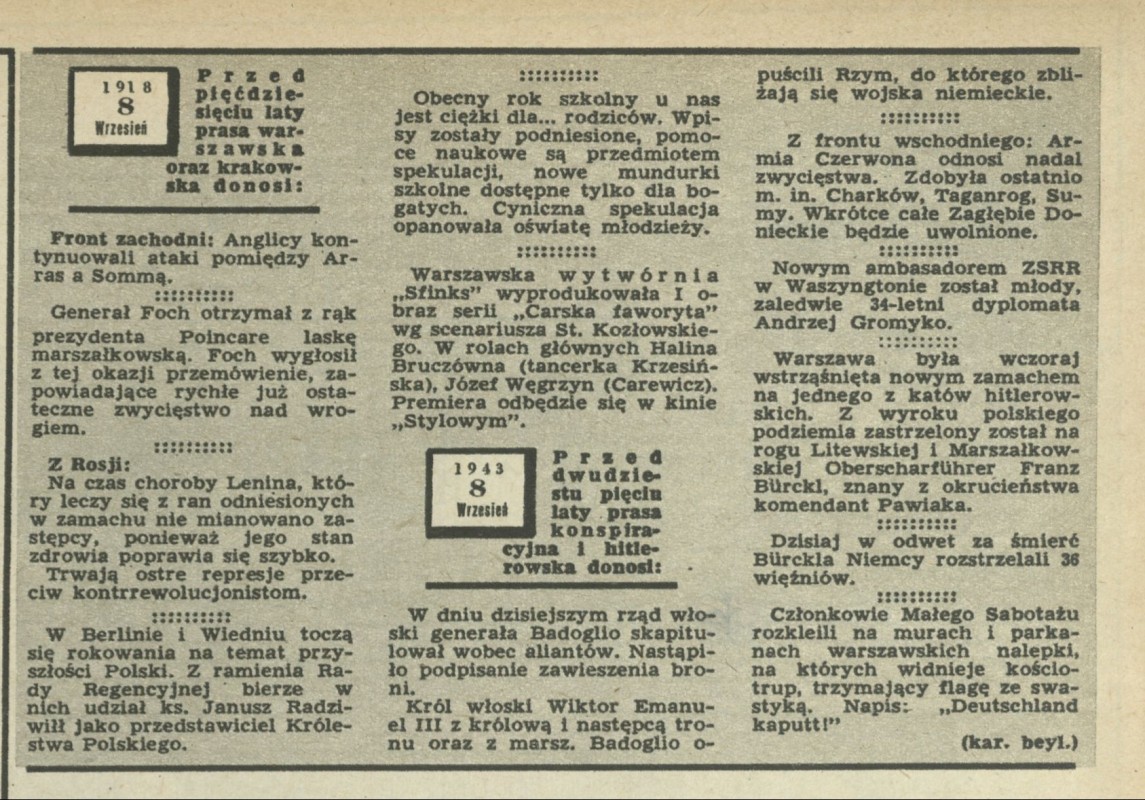 1918
8
Wrzesień
Przed
pięćdzie-
sięciu laty
prasa war-
szawska
oraz krakow-
ska donosi:
Front zachodni: Anglicy kon-
tynuowali ataki pomiędzy Ar-
ras a Sommą.
Generał Foch otrzymał z rąk
prezydenta Poincare laskę
marszałkowską. Foch wygłosił
z tej okazji przemówienie, za-
powiadające rychłe już osta-
teczne zwycięstwo nad wro-
giem.
Z Rosji:
Na czas choroby Lenina, któ-
ry leczy się z ran odniesionych
w zamachu nie mianowano za-
stępcy, ponieważ jego stan
zdrowia poprawia się szybko.
Trwają ostre represje prze-
ciw kontrrewolucjonistom.
W Berlinie i Wiedniu toczą
się rokowania na temat przy-
szłości Polski. Z ramienia Ra-
dy Regencyjnej bierze w
nich udział ks. Janusz Radzi-
wiłł jako przedstawiciel Króle-
stwa Polskiego.
Obecny rok szkolny u nas
jest ciężki dla... rodziców. Wpi-
sy zostały podniesione, pomo-
ce naukowe są przedmiotem
spekulacji, nowe mundurki
szkolne dostępne tylko dla bo-
gatych. Cyniczna spekulacja
opanowała oświatę młodzieży.
Warszawska wytwórnia
„Sfinks” wyprodukowała I o-
braz serii „Carska faworyta”
wg scenariusza St. Kozłowskie-
go. W rolach głównych Halina
Bruczówna (tancerka Krzesiń-
ska), Józef Węgrzyn (Carewicz).
Premiera odbędzie się w kinie
„Stylowym”.
1943
8
Wrzesień
Przed
dwudzie-
stu pięciu
laty prasa
konspira-
cyjna i hitle-
rowska donosi:
W dniu dzisiejszym rząd wło-
ski generała Badoglio skapitu-
lował wobec aliantów. Nastąpi-
ło podpisanie zawieszenia bro-
ni.
Król włoski Wiktor Emanu-
el III z królową i następcą tro-
nu oraz z marsz. Badoglio o-
puścili Rzym, do którego zbli-
żają się wojska niemieckie.
Z frontu wschodniego: Ar-
mia Czerwona odnosi nadal
zwycięstwa. Zdobyła ostatnio
m. in. Charków, Taganrog, Su-
my. Wkrótce całe Zagłębie Do-
nieckie będzie uwolnione.
Nowym ambasadorem ZSRR
w Waszyngtonie został młody,
zaledwie 34-letni dyplomata
Andrzej Gromyko.
Warszawa była wczoraj
wstrząśnięta nowym zamachem
na jednego z katów hitlerow-
skich. Z wyroku polskiego
podziemia zastrzelony został na
rogu Litewskiej i Marszałkow-
skiej Oberscharführer Franz
Bürckl, znany z okrucieństwa
komendant Pawiaka.
Dzisiaj w odwet za śmierć
Bürckla Niemcy rozstrzelali 36
więźniów.
Członkowie Małego Sabotażu
rozkleili na murach i parka-
nach warszawskich nalepki,
na których widnieje kościo-
trup, trzymający flagę ze swa-
styką. Napis: „Deutschland
kaputt!”
(kar. beyl.)